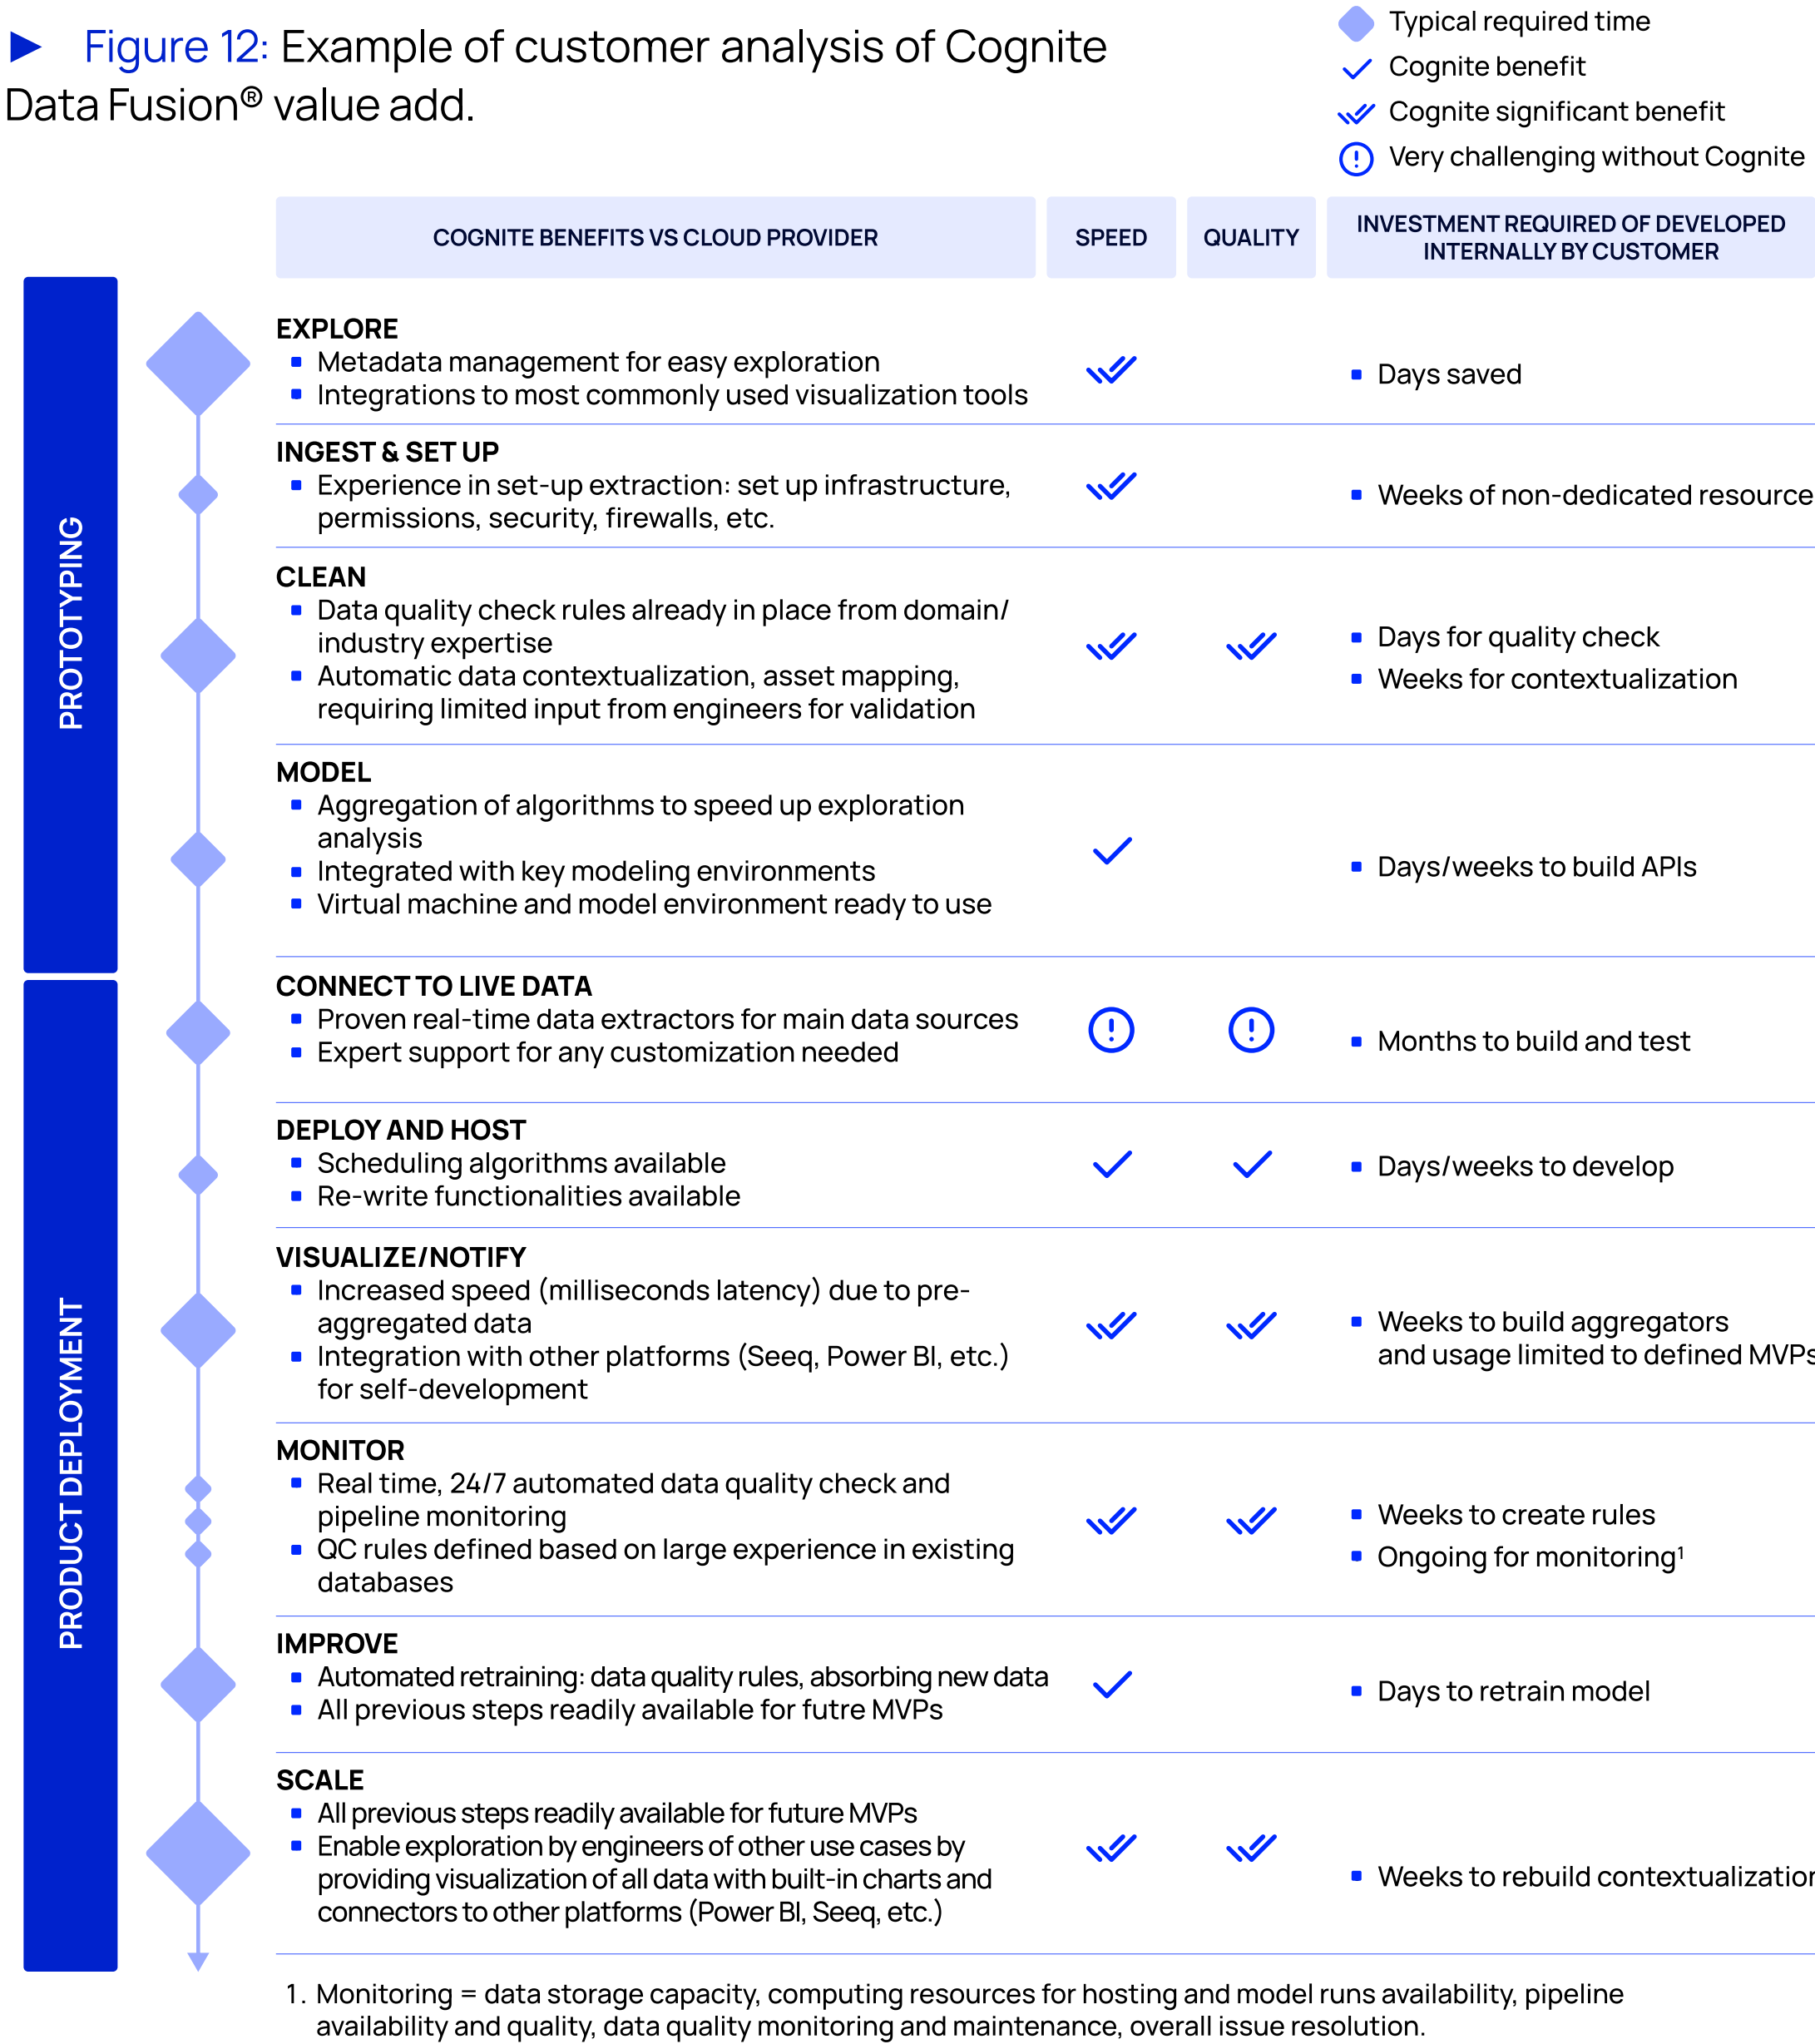 Figure 12: Example of customer analysis of Cognite
Data Fusion® value add.
Typical required time
Cognite benefit
Cognite significant benefit
Very challenging without Cognite
COGNITE BENEFITS VS CLOUD PROVIDER
SPEED
QUALITY
INVESTMENT REQUIRED OF DEVELOPED
INTERNALLY BY CUSTOMER
PROTOTYPING
EXPLORE
Metadata management for easy exploration
Integrations to most commonly used visualization tools
Days saved
INGEST & SET UP
Experience in set-up extraction: set up infrastructure,
permissions, security, firewalls, etc.
Weeks of non-dedicated resource
CLEAN
Data quality check rules already in place from domain/
industry expertise
Automatic data contextualization, asset mapping,
requiring limited input from engineers for validation
Days for quality check
Weeks for contextualization
MODEL
Aggregation of algorithms to speed up exploration
analysis
Integrated with key modeling environments
Virtual machine and model environment ready to use
Days/weeks to build APIs
PRODUCT DEPLOYMENT
CONNECT TO LIVE DATA
Proven real-time data extractors for main data sources
Expert support for any customization needed
Months to build and test
DEPLOY AND HOST
Scheduling algorithms available
Re-write functionalities available
Days/weeks to develop
VISUALIZE/NOTIFY
Increased speed (milliseconds latency) due to pre-
aggregated data
Integration with other platforms (Seeq, Power BI, etc.)
for self-development
Weeks to build aggregators
and usage limited to defined MVPs
MONITOR
Real time, 24/7 automated data quality check and
pipeline monitoring
QC rules defined based on large experience in existing
databases
Weeks to create rules
Ongoing for monitoring¹
IMPROVE
Automated retraining: data quality rules, absorbing new data
All previous steps readily available for futre MVPs
Days to retrain model
SCALE
All previous steps readily available for future MVPs
Enable exploration by engineers of other use cases by
providing visualization of all data with built-in charts and
connectors to other platforms (Power BI, Seeq, etc.)
Weeks to rebuild contextualization
1. Monitoring = data storage capacity, computing resources for hosting and model runs availability, pipeline
availability and quality, data quality monitoring and maintenance, overall issue resolution.